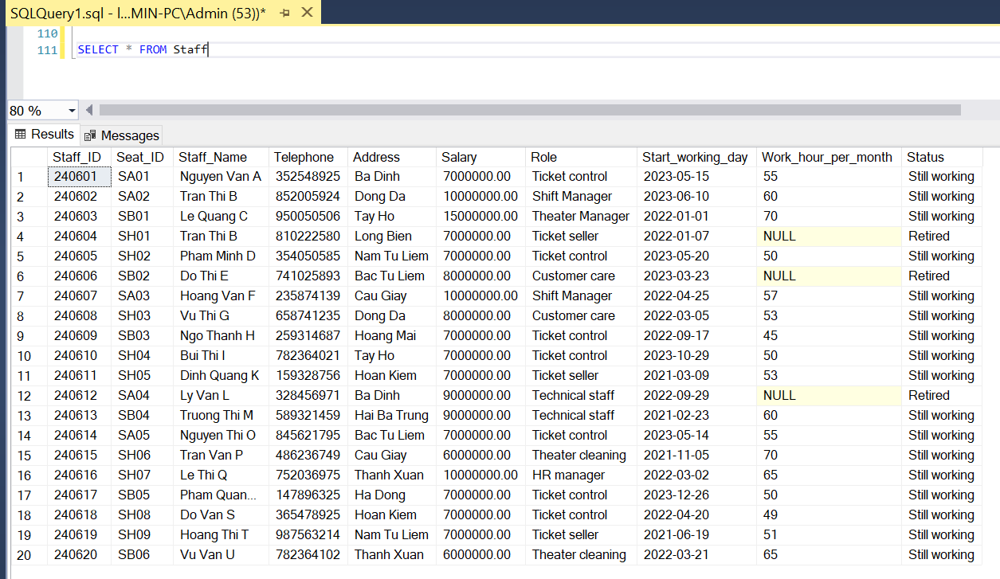 SQLQuery1.sql - l...MIN-PC\Admin (53))*
110
111 SELECT * FROM Staff
80 %
Results Messages
Staff_ID Seat_ID Staff_Name Telephone Address Salary Role Start_working_day Work_hour_per_month Status
1 240601 SA01 Nguyen Van A 352548925 Ba Dinh 7000000.00 Ticket control 2023-05-15 55 Still working
2 240602 SA02 Tran Thi B 852005924 Dong Da 10000000.00 Shift Manager 2023-06-10 60 Still working
3 240603 SB01 Le Quang C 950050506 Tay Ho 15000000.00 Theater Manager 2022-01-01 70 Still working
4 240604 SH01 Tran Thi B 810222580 Long Bien 7000000.00 Ticket seller 2022-01-07 NULL Retired
5 240605 SH02 Pham Minh D 354050585 Nam Tu Liem 7000000.00 Ticket control 2023-05-20 50 Still working
6 240606 SB02 Do Thi E 741025893 Bac Tu Liem 8000000.00 Customer care 2023-03-23 NULL Retired
7 240607 SA03 Hoang Van F 235874139 Cau Giay 10000000.00 Shift Manager 2022-04-25 57 Still working
8 240608 SH03 Vu Thi G 658741235 Dong Da 8000000.00 Customer care 2022-03-05 53 Still working
9 240609 SB03 Ngo Thanh H 259314687 Hoang Mai 7000000.00 Ticket control 2022-09-17 45 Still working
10 240610 SH04 Bui Thi I 782364021 Tay Ho 7000000.00 Ticket control 2023-10-29 50 Still working
11 240611 SH05 Dinh Quang K 159328756 Hoan Kiem 7000000.00 Ticket seller 2021-03-09 53 Still working
12 240612 SA04 Ly Van L 328456971 Ba Dinh 9000000.00 Technical staff 2022-09-29 NULL Retired
13 240613 SB04 Truong Thi M 589321459 Hai Ba Trung 9000000.00 Technical staff 2021-02-23 60 Still working
14 240614 SA05 Nguyen Thi O 845621795 Bac Tu Liem 7000000.00 Ticket control 2023-05-14 55 Still working
15 240615 SH06 Tran Van P 486236749 Cau Giay 6000000.00 Theater cleaning 2021-11-05 70 Still working
16 240616 SH07 Le Thi Q 752036975 Thanh Xuan 10000000.00 HR manager 2022-03-02 65 Still working
17 240617 SB05 Pham Quan... 147896325 Ha Dong 7000000.00 Ticket control 2023-12-26 50 Still working
18 240618 SH08 Do Van S 365478925 Hoan Kiem 7000000.00 Ticket control 2022-04-20 49 Still working
19 240619 SH09 Hoang Thi T 987563214 Nam Tu Liem 7000000.00 Ticket seller 2021-06-19 51 Still working
20 240620 SB06 Vu Van U 782364102 Thanh Xuan 6000000.00 Theater cleaning 2022-03-21 65 Still working